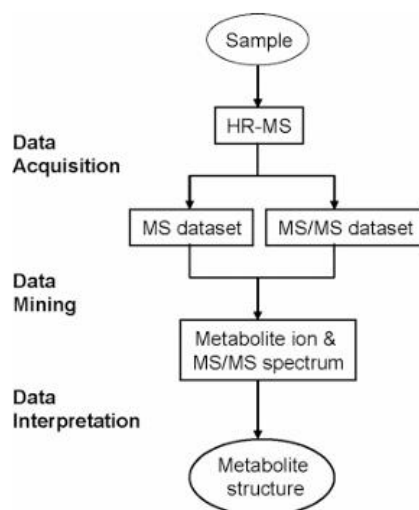 Sample
HR-MS
Data
Acquisition
MS dataset
MS/MS dataset
Data
Mining
Metabolite ion &
MS/MS spectrum
Data
Interpretation
Metabolite
structure